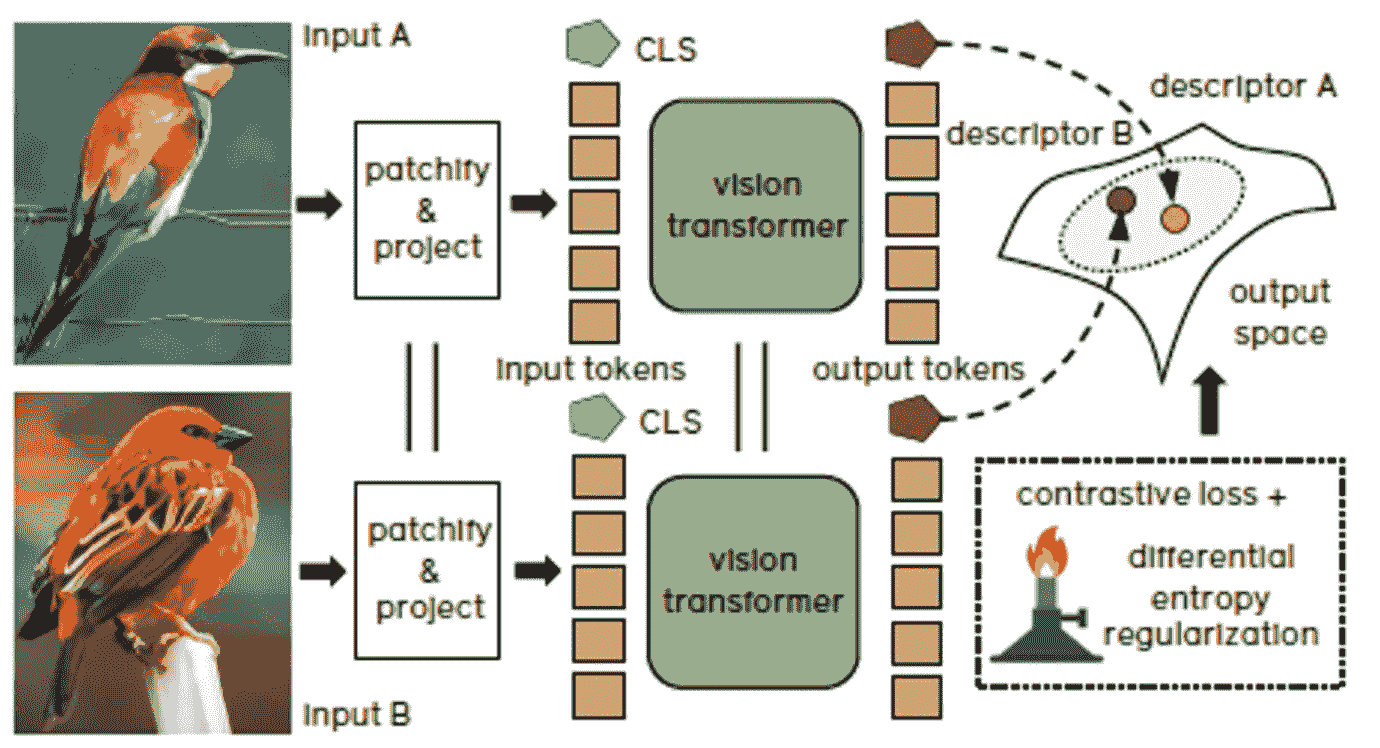 Input A
CLS
descriptor A
descriptor B
patchify
&
project
vision
transformer
output
space
Input tokens
output tokens
CLS
contrastive loss +
differential
entropy
regularization
patchify
&
project
vision
transformer
Input B